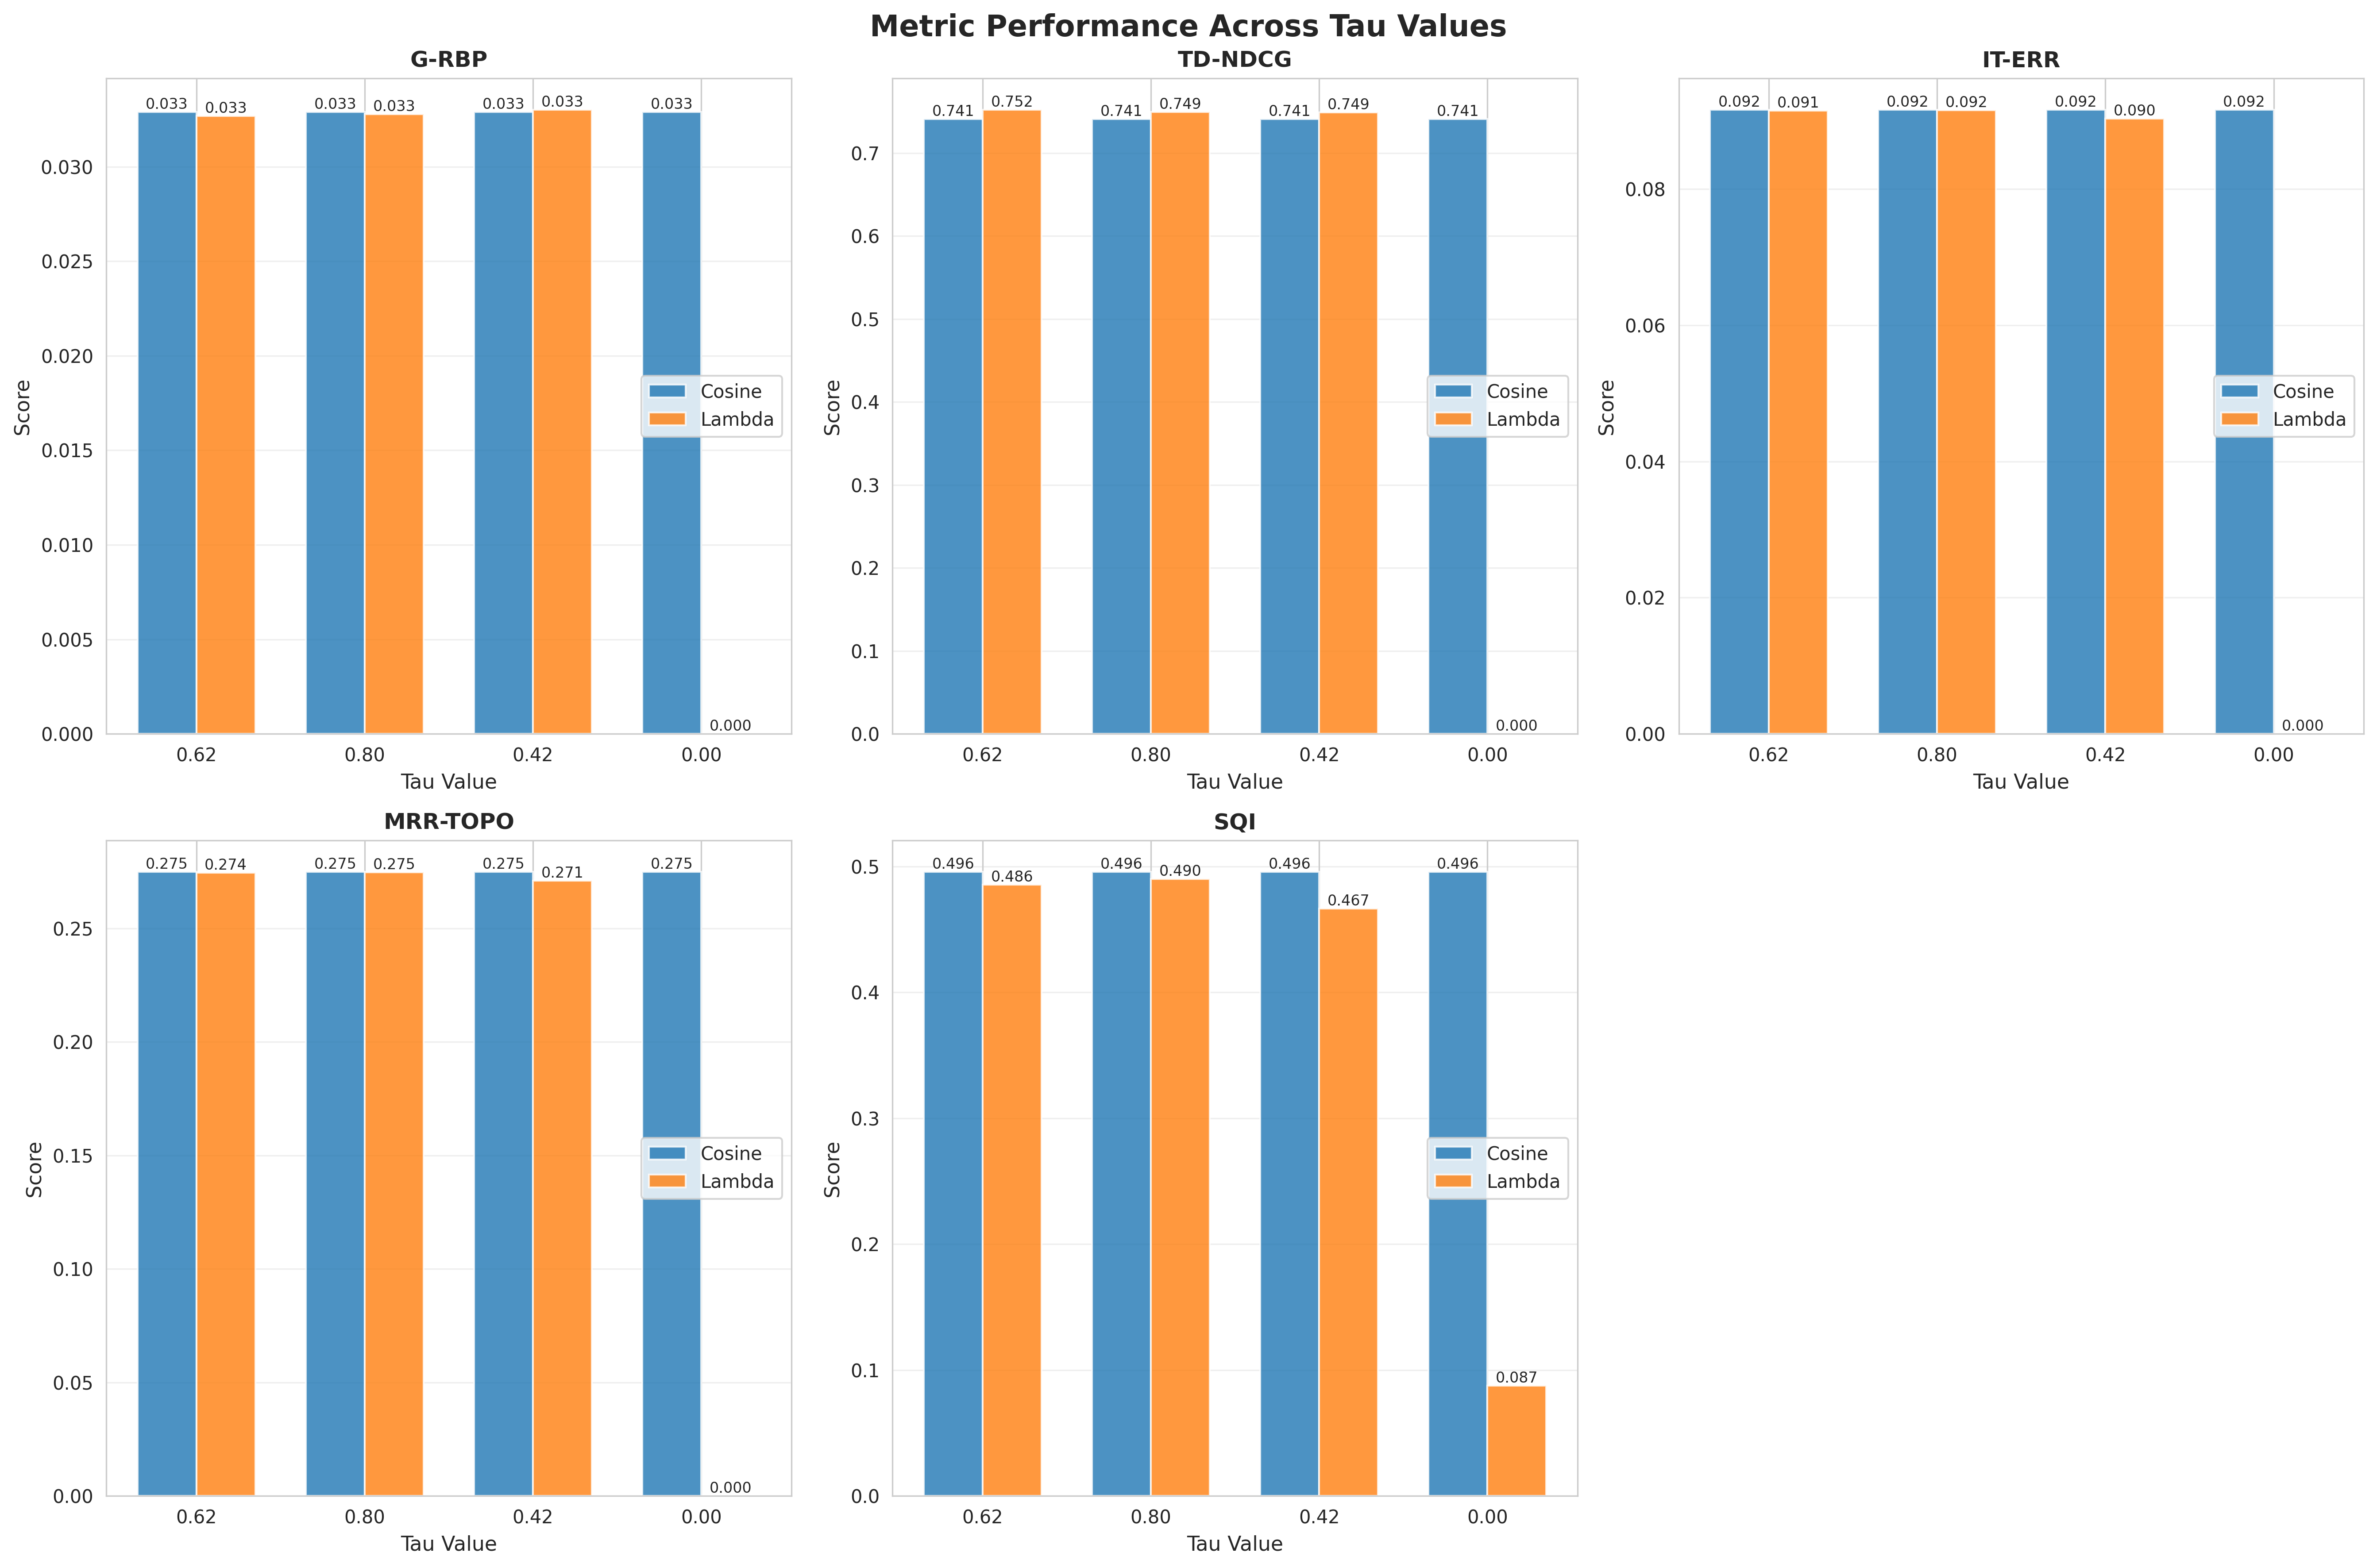 Metric Performance Across Tau Values
G-RBP
0.033 0.033 0.033 0.033 0.033 0.033 0.033 0.000
0.030
0.025
0.020
0.015
0.010
0.005
0.000
Score
Cosine
Lambda
0.62 0.80 0.42 0.00
Tau Value
TD-NDCG
0.741 0.752 0.741 0.749 0.741 0.749 0.741 0.000
0.7
0.6
0.5
0.4
0.3
0.2
0.1
0.0
Score
Cosine
Lambda
0.62 0.80 0.42 0.00
Tau Value
IT-ERR
0.092 0.091 0.092 0.092 0.092 0.090 0.092 0.000
0.08
0.06
0.04
0.02
0.00
Score
Cosine
Lambda
0.62 0.80 0.42 0.00
Tau Value
MRR-TOPO
0.275 0.274 0.275 0.275 0.275 0.271 0.275 0.000
0.25
0.20
0.15
0.10
0.05
0.00
Score
Cosine
Lambda
0.62 0.80 0.42 0.00
Tau Value
SQI
0.496 0.486 0.496 0.490 0.496 0.467 0.496 0.087
0.5
0.4
0.3
0.2
0.1
0.0
Score
Cosine
Lambda
0.62 0.80 0.42 0.00
Tau Value